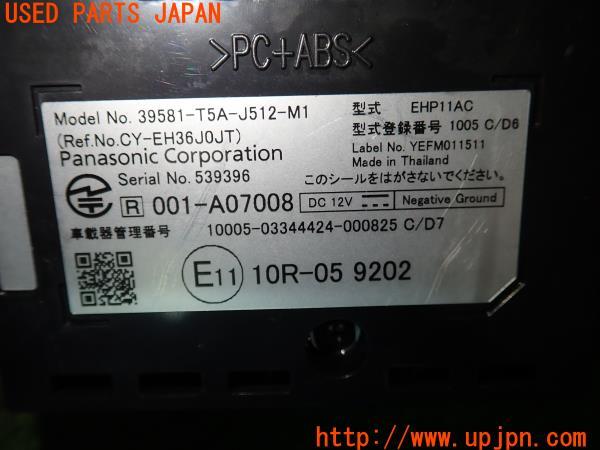 USED PARTS JAPAN
>PC+ABS<
Model No. 39581-T5A-J512-M1
(Ref.No.CY-EH36J0JT)
Panasonic Corporation
Serial No. 539396
型式 EHP11AC
型式登録番号 1005 C/D6
Label No. YEFM011511
Made in Thailand
このシールをはがさないでください
R 001-A07008 DC 12V Negative Ground
車載器管理番号 10005-03344424-000825 C/D7
E11 10R-05 9202
UPJ http://www.upjpn.com